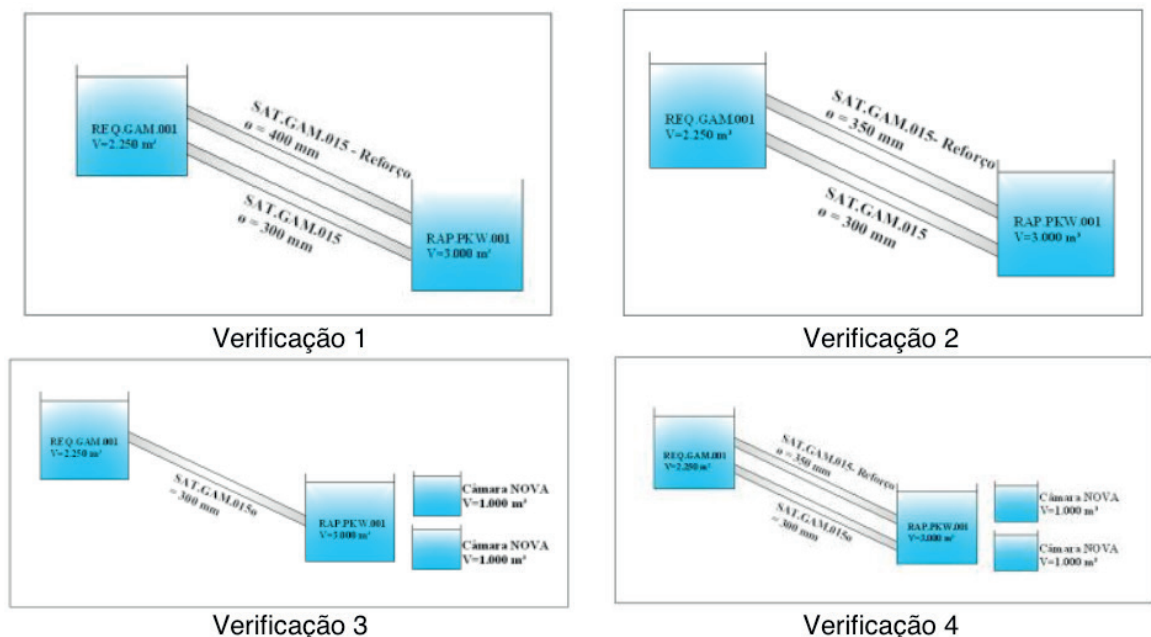 REQ.GAM.001
V=2.250 m³
SAT.GAM.015 - Reforço
ø = 400 mm
SAT.GAM.015
ø = 300 mm
RAP.PKW.001
V=3.000 m³
Verificação 1
REQ.GAM.001
V=2.250 m³
SAT.GAM.015 - Reforço
ø = 350 mm
SAT.GAM.015
ø = 300 mm
RAP.PKW.001
V=3.000 m³
Verificação 2
REQ.GAM.001
V=2.250 m³
SAT.GAM.015ø
= 300 mm
RAP.PKW.001
V=3.000 m³
Câmara NOVA
V=1.000 m³
Câmara NOVA
V=1.000 m³
Verificação 3
REQ.GAM.001
V=2.250 m³
SAT.GAM.015- Reforço
ø = 350 mm
SAT.GAM.015ø
= 300 mm
RAP.PKW.001
V=3.000 m³
Câmara NOVA
V=1.000 m³
Câmara NOVA
V=1.000 m³
Verificação 4